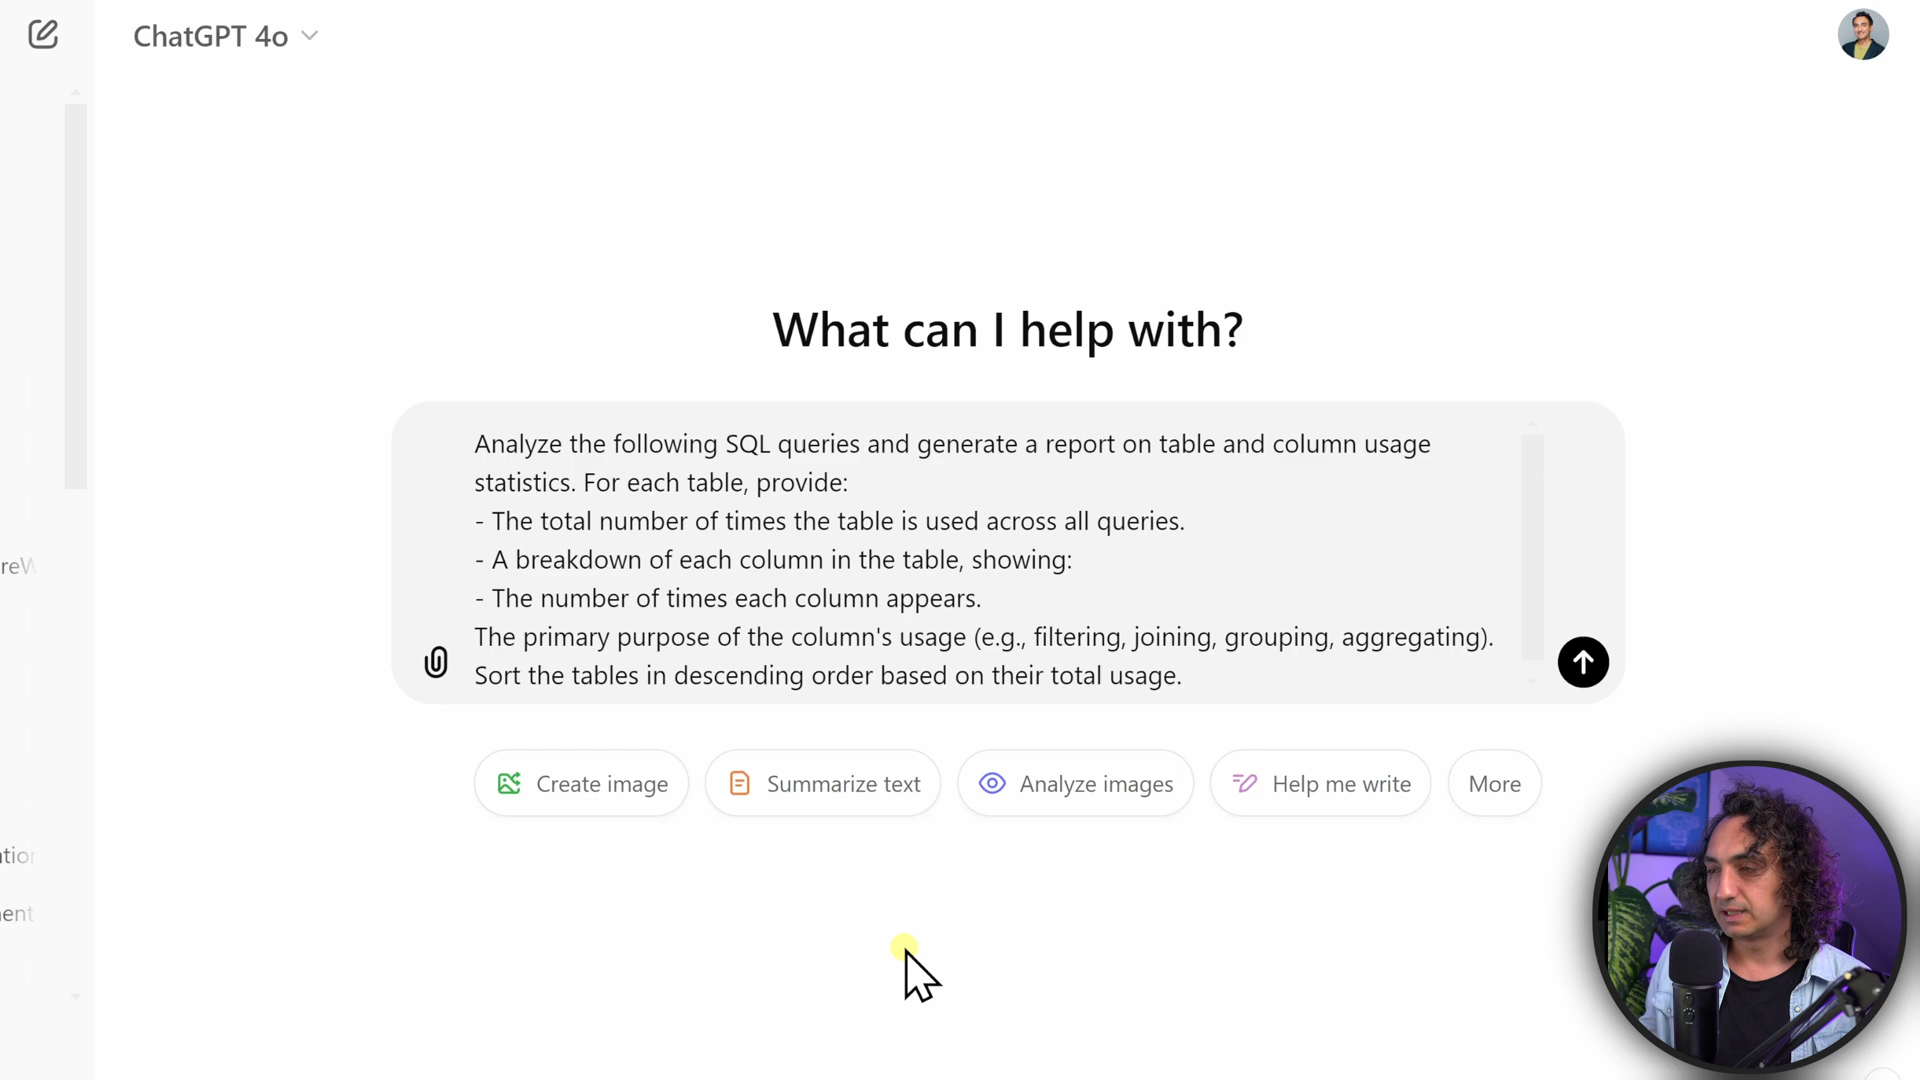 ChatGPT 4o
What can I help with?
Analyze the following SQL queries and generate a report on table and column usage
statistics. For each table, provide:
- The total number of times the table is used across all queries.
- A breakdown of each column in the table, showing:
- The number of times each column appears.
The primary purpose of the column's usage (e.g., filtering, joining, grouping, aggregating).
Sort the tables in descending order based on their total usage.
Create image
Summarize text
Analyze images
Help me write
More